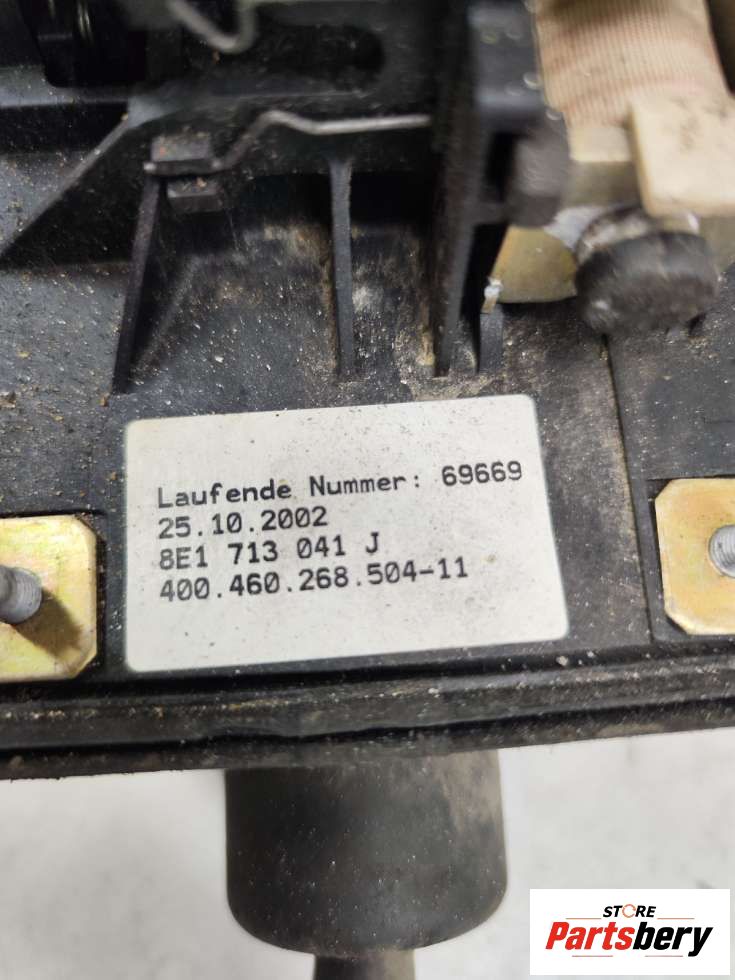 Laufende Nummer: 69669
25.10.2002
8E1 713 041 J
400.460.268.504-11
STORE
Partsbery